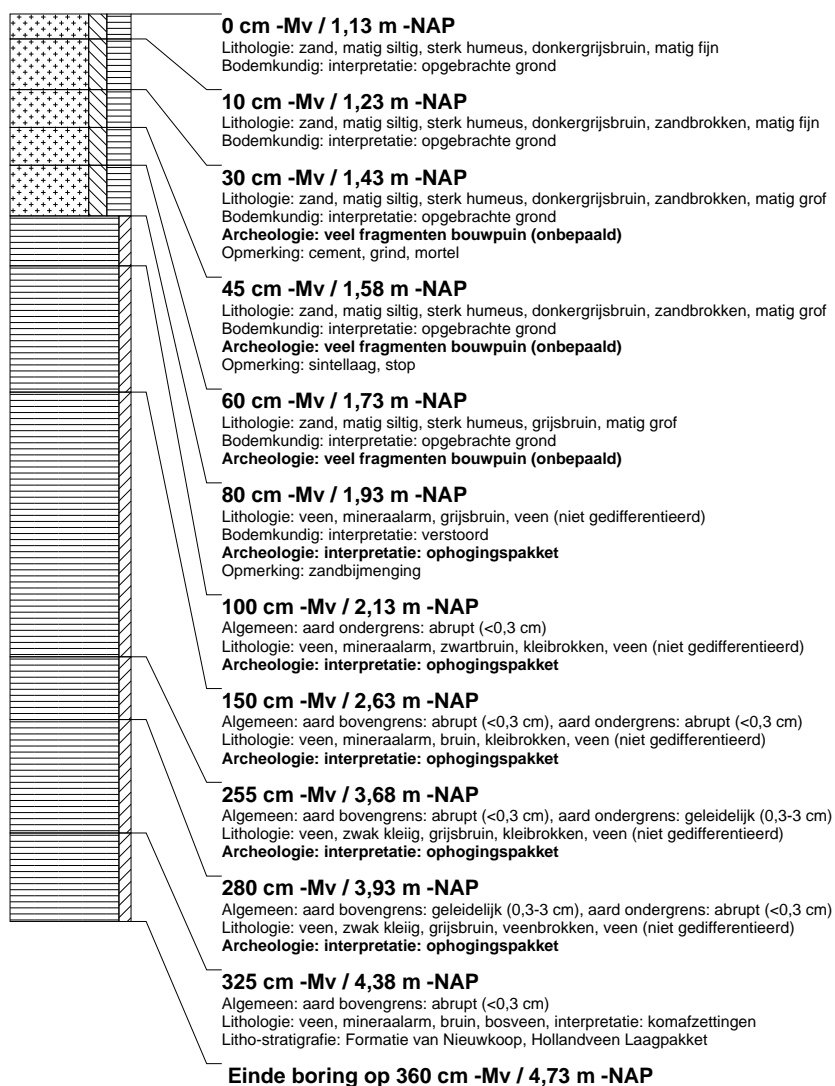 0 cm -Mv / 1,13 m -NAP
Lithologie: zand, matig siltig, sterk humeus, donkergrijsbruin, matig fijn
Bodemkundig: interpretatie: opgebrachte grond
10 cm -Mv / 1,23 m -NAP
Lithologie: zand, matig siltig, sterk humeus, donkergrijsbruin, zandbrokken, matig fijn
Bodemkundig: interpretatie: opgebrachte grond
30 cm -Mv / 1,43 m -NAP
Lithologie: zand, matig siltig, sterk humeus, donkergrijsbruin, zandbrokken, matig grof
Bodemkundig: interpretatie: opgebrachte grond
Archeologie: veel fragmenten bouwpuin (onbepaald)
Opmerking: cement, grind, mortel
45 cm -Mv / 1,58 m -NAP
Lithologie: zand, matig siltig, sterk humeus, donkergrijsbruin, zandbrokken, matig grof
Bodemkundig: interpretatie: opgebrachte grond
Archeologie: veel fragmenten bouwpuin (onbepaald)
Opmerking: sintellaag, stop
60 cm -Mv / 1,73 m -NAP
Lithologie: zand, matig siltig, sterk humeus, grijsbruin, matig grof
Bodemkundig: interpretatie: opgebrachte grond
Archeologie: veel fragmenten bouwpuin (onbepaald)
80 cm -Mv / 1,93 m -NAP
Lithologie: veen, mineraalarm, grijsbruin, veen (niet gedifferentieerd)
Bodemkundig: interpretatie: verstoord
Archeologie: interpretatie: ophogingspakket
Opmerking: zandbijmenging
100 cm -Mv / 2,13 m -NAP
Algemeen: aard ondergrens: abrupt (<0,3 cm)
Lithologie: veen, mineraalarm, zwartbruin, kleibrokken, veen (niet gedifferentieerd)
Archeologie: interpretatie: ophogingspakket
150 cm -Mv / 2,63 m -NAP
Algemeen: aard bovengrens: abrupt (<0,3 cm), aard ondergrens: abrupt (<0,3 cm)
Lithologie: veen, mineraalarm, bruin, kleibrokken, veen (niet gedifferentieerd)
Archeologie: interpretatie: ophogingspakket
255 cm -Mv / 3,68 m -NAP
Algemeen: aard bovengrens: abrupt (<0,3 cm), aard ondergrens: geleidelijk (0,3-3 cm)
Lithologie: veen, zwak kleiig, grijsbruin, kleibrokken, veen (niet gedifferentieerd)
Archeologie: interpretatie: ophogingspakket
280 cm -Mv / 3,93 m -NAP
Algemeen: aard bovengrens: geleidelijk (0,3-3 cm), aard ondergrens: abrupt (<0,3 cm)
Lithologie: veen, zwak kleiig, grijsbruin, veenbrokken, veen (niet gedifferentieerd)
Archeologie: interpretatie: ophogingspakket
325 cm -Mv / 4,38 m -NAP
Algemeen: aard bovengrens: abrupt (<0,3 cm)
Lithologie: veen, mineraalarm, bruin, bosveen, interpretatie: komafzettingen
Litho-stratigrafie: Formatie van Nieuwkoop, Hollandveen Laagpakket
Einde boring op 360 cm -Mv / 4,73 m -NAP